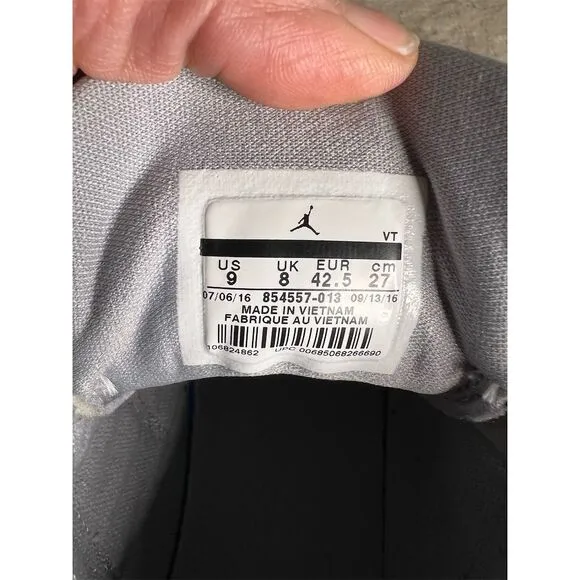 VT
US UK EUR cm
9 8 42.5 27
07/06/16 854557-013 09/13/16
MADE IN VIETNAM
FABRIQUE AU VIETNAM
106824862 UPC 00685068266690